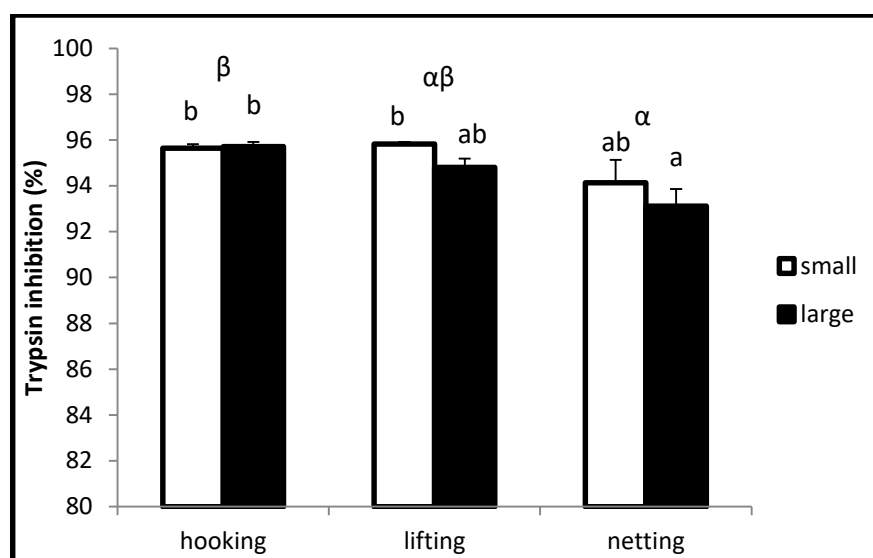 Trypsin inhibition (%)
100
98
96
94
92
90
88
86
84
82
80
β
b
b
αβ
b
ab
α
ab
a
hooking
lifting
netting
small
large